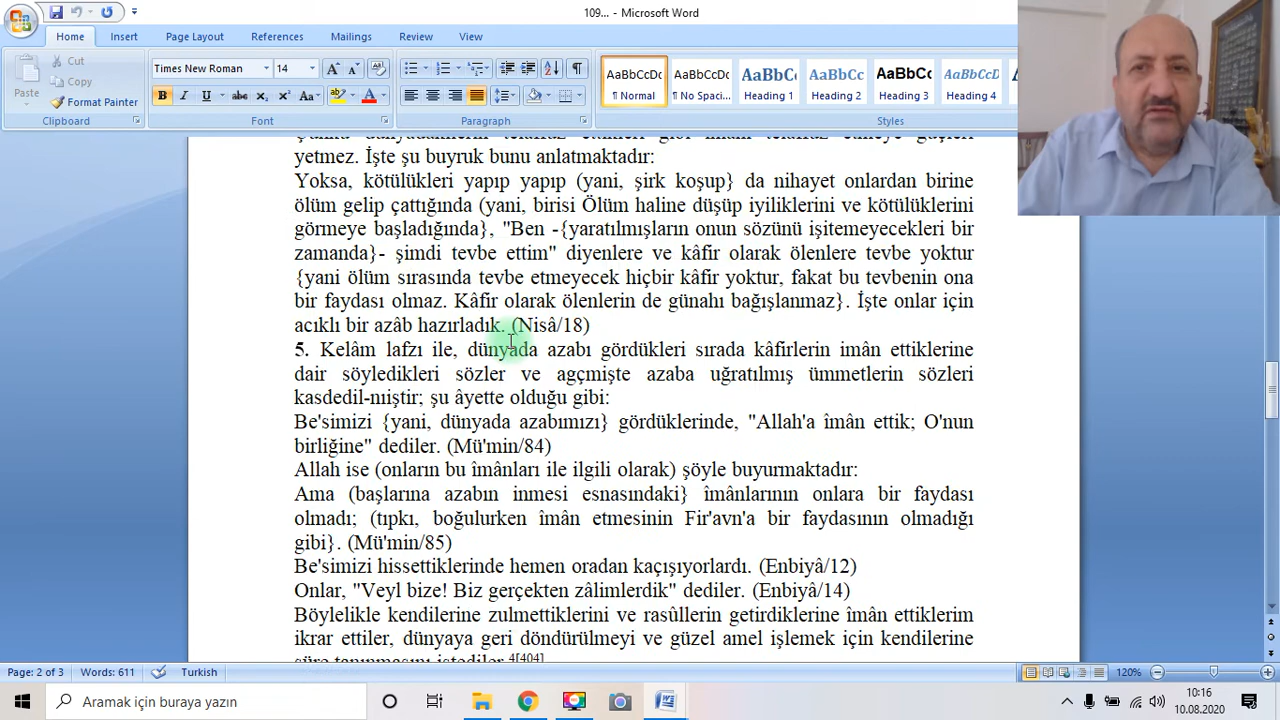 109... - Microsoft Word
Home Insert Page Layout References Mailings Review View
Paste
Cut
Copy
Format Painter
Clipboard
Times New Roman 14
Font
Paragraph
AaBbCcDc AaBbCcDc AaBbC AaBbCc AaBbCc AaBbCcD
¶ Normal ¶ No Spaci... Heading 1 Heading 2 Heading 3 Heading 4
Styles
yetmez. İşte şu buyruk bunu anlatmaktadır:
Yoksa, kötülükleri yapıp yapıp (yani, şirk koşup} da nihayet onlardan birine
ölüm gelip çattığında (yani, birisi Ölüm haline düşüp iyiliklerini ve kötülüklerini
görmeye başladığında}, "Ben -{yaratılmışların onun sözünü işitemeyecekleri bir
zamanda}- şimdi tevbe ettim" diyenlere ve kâfir olarak ölenlere tevbe yoktur
{yani ölüm sırasında tevbe etmeyecek hiçbir kâfir yoktur, fakat bu tevbenin ona
bir faydası olmaz. Kâfir olarak ölenlerin de günahı bağışlanmaz}. İşte onlar için
acıklı bir azâb hazırladık. (Nisâ/18)
5. Kelâm lafzı ile, dünyada azabı gördükleri sırada kâfirlerin imân ettiklerine
dair söyledikleri sözler ve agçmişte azaba uğratılmış ümmetlerin sözleri
kasdedil-miştir; şu âyette olduğu gibi:
Be'simizi {yani, dünyada azabımızı} gördüklerinde, "Allah'a îmân ettik; O'nun
birliğine" dediler. (Mü'min/84)
Allah ise (onların bu îmânları ile ilgili olarak) şöyle buyurmaktadır:
Ama (başlarına azabın inmesi esnasındaki} îmânlarının onlara bir faydası
olmadı; (tıpkı, boğulurken îmân etmesinin Fir'avn'a bir faydasının olmadığı
gibi}. (Mü'min/85)
Be'simizi hissettiklerinde hemen oradan kaçışıyorlardı. (Enbiyâ/12)
Onlar, "Veyl bize! Biz gerçekten zâlimlerdik" dediler. (Enbiyâ/14)
Böylelikle kendilerine zulmettiklerini ve rasûllerin getirdiklerine îmân ettiklerim
ikrar ettiler, dünyaya geri döndürülmeyi ve güzel amel işlemek için kendilerine
süre tanınmasını istediler.4[404]
Page: 2 of 3 Words: 611 Turkish 120%
Aramak için buraya yazın
10:16
10.08.2020